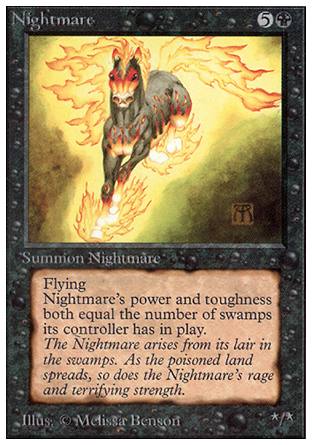 Nightmare 5
Summon Nightmare
Flying
Nightmare's power and toughness
both equal the number of swamps
its controller has in play.
The Nightmare arises from its lair in
the swamps. As the poisoned land
spreads, so does the Nightmare's rage
and terrifying strength.
Illus. © Melissa Benson */*